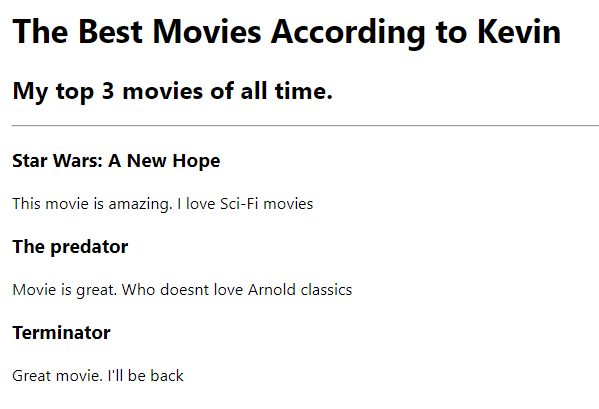 The Best Movies According to Kevin
My top 3 movies of all time.
Star Wars: A New Hope
This movie is amazing. I love Sci-Fi movies
The predator
Movie is great. Who doesnt love Arnold classics
Terminator
Great movie. I'll be back